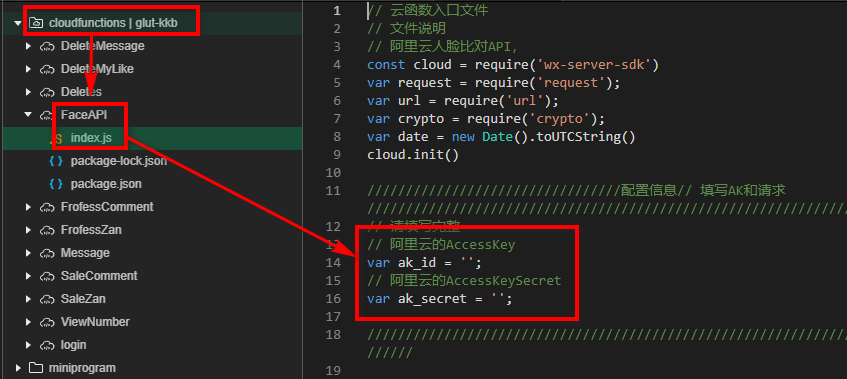 cloudfunctions | glut-kkb
DeleteMessage
DeleteMyLike
Deletes
FaceAPI
JS index.js
{ } package-lock.json
{ } package.json
FrofessComment
FrofessZan
Message
SaleComment
SaleZan
ViewNumber
login
miniprogram
1 // 云函数入口文件
2 // 文件说明
3 // 阿里云人脸比对API,
4 const cloud = require('wx-server-sdk')
5 var request = require('request');
6 var url = require('url');
7 var crypto = require('crypto');
8 var date = new Date().toUTCString()
9 cloud.init()
10
11 /////////////////////////////////配置信息// 填写AK和请求
//////////////////////////////////////////////////////////////
12 // 请填写完整
13 // 阿里云的AccessKey
14 var ak_id = '';
15 // 阿里云的AccessKeySecret
16 var ak_secret = '';
17
18 //////////////////////////////////////////////////////////////
//////
19